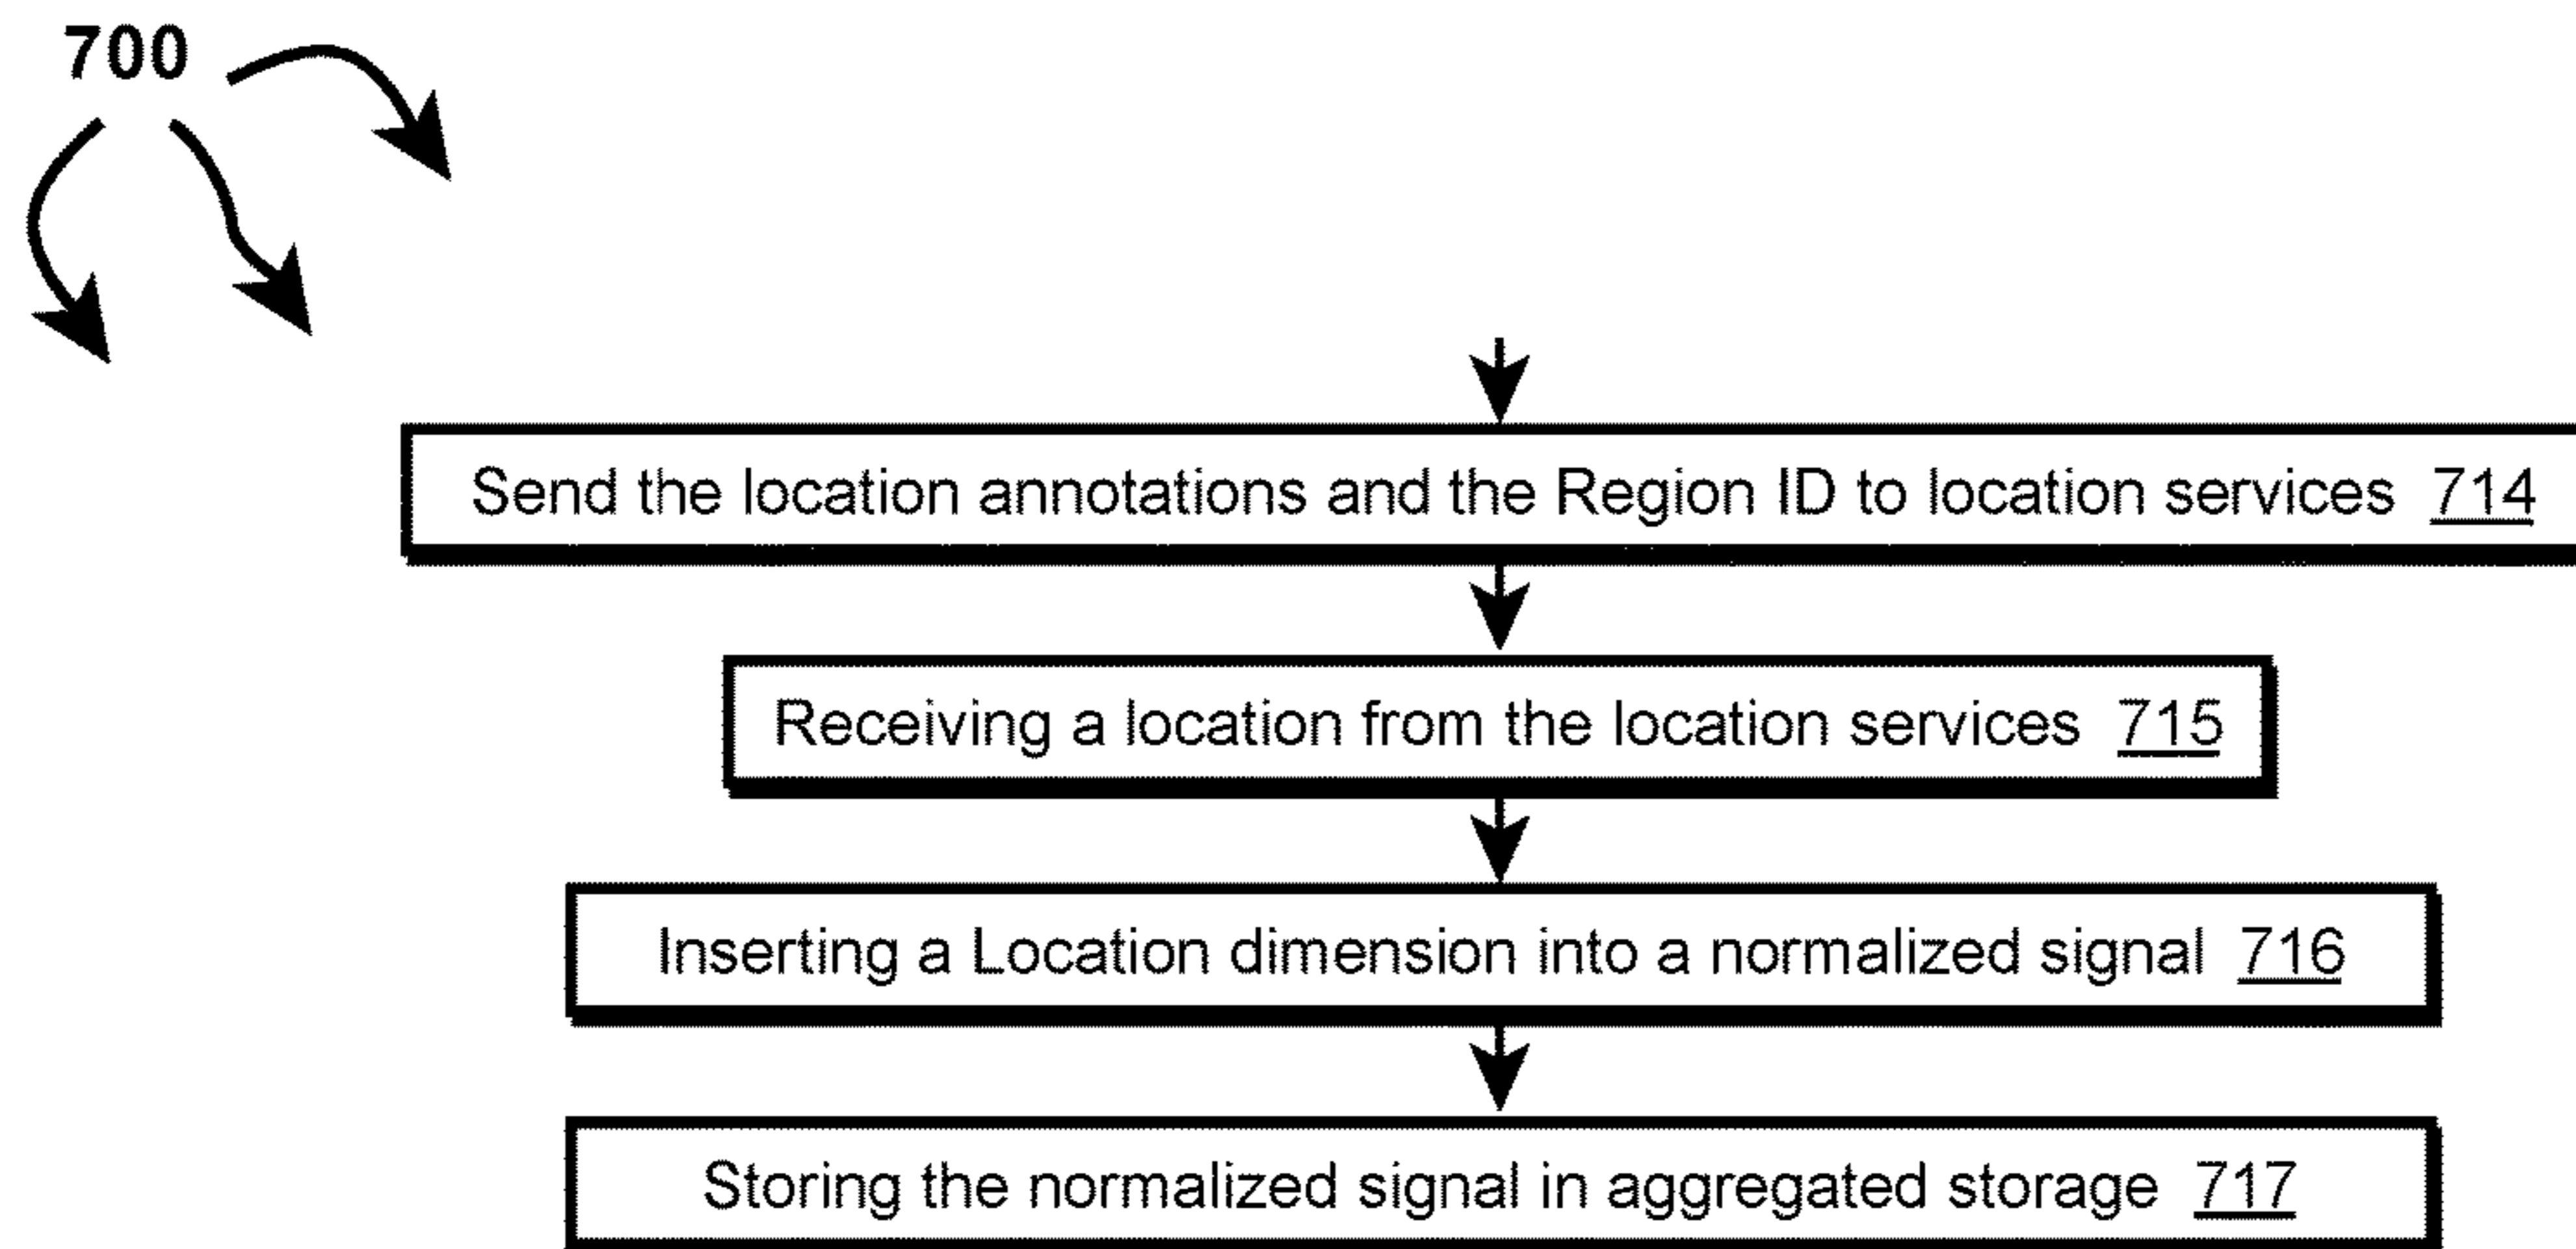 700
Send the location annotations and the Region ID to location services 714
Receiving a location from the location services 715
Inserting a Location dimension into a normalized signal 716
Storing the normalized signal in aggregated storage 717